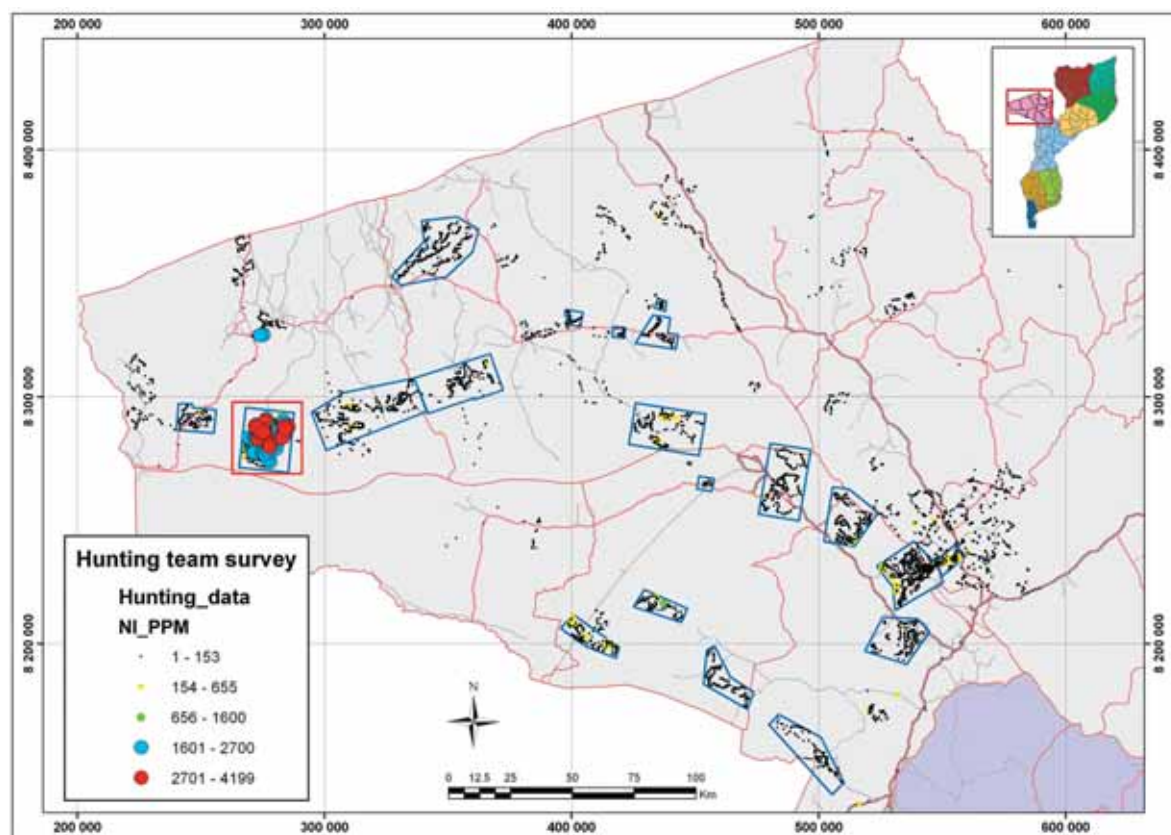 200 000 300 000 400 000 500 000 600 000
8 400 000 8 400 000
8 300 000 8 300 000
8 200 000 8 200 000
Hunting team survey
Hunting_data
NI_PPM
1 - 153
154 - 655
656 - 1600
1601 - 2700
2701 - 4199
N
0 12.5 25 50 75 100
Km
200 000 300 000 400 000 500 000 600 000